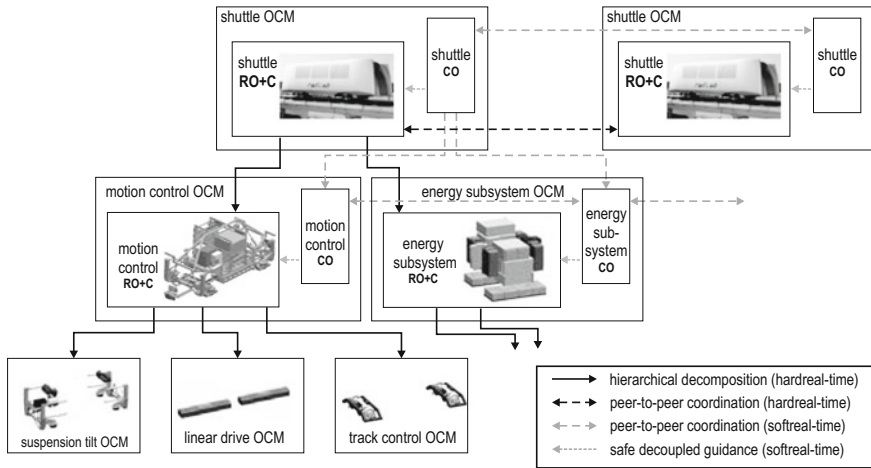 shuttle OCM
shuttle
RO+C
shuttle
CO
shuttle OCM
shuttle
RO+C
shuttle
CO
motion control OCM
motion
control
RO+C
motion
control
CO
energy subsystem OCM
energy
subsystem
RO+C
energy
sub-
system
CO
suspension tilt OCM
linear drive OCM
track control OCM
hierarchical decomposition (hardreal-time)
peer-to-peer coordination (hardreal-time)
peer-to-peer coordination (softreal-time)
safe decoupled guidance (softreal-time)